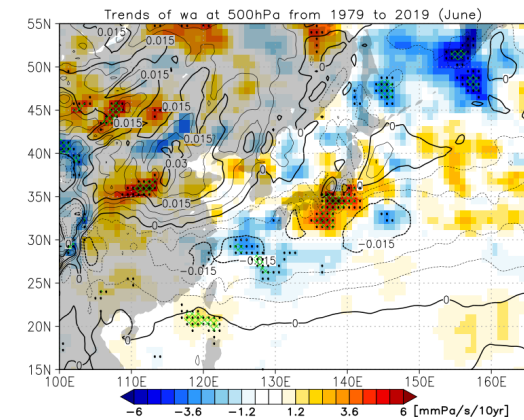 Trends of wa at 500hPa from 1979 to 2019 (June)
55N
50N
45N
40N
35N
30N
25N
20N
15N
0.015
0.015
0.015
0.015
0.015
0.03
0.015
0
0
0
-0.015
-0.015
-0.015
0
0
0
100E 110E 120E 130E 140E 150E 160E
-6 -3.6 -1.2 1.2 3.6 6 [mmPa/s/10yr]